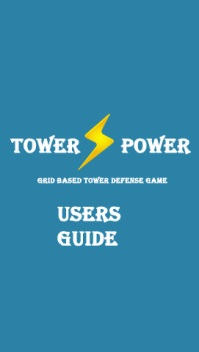 TOWER POWER
GRID BASED TOWER DEFENSE GAME
USERS
GUIDE